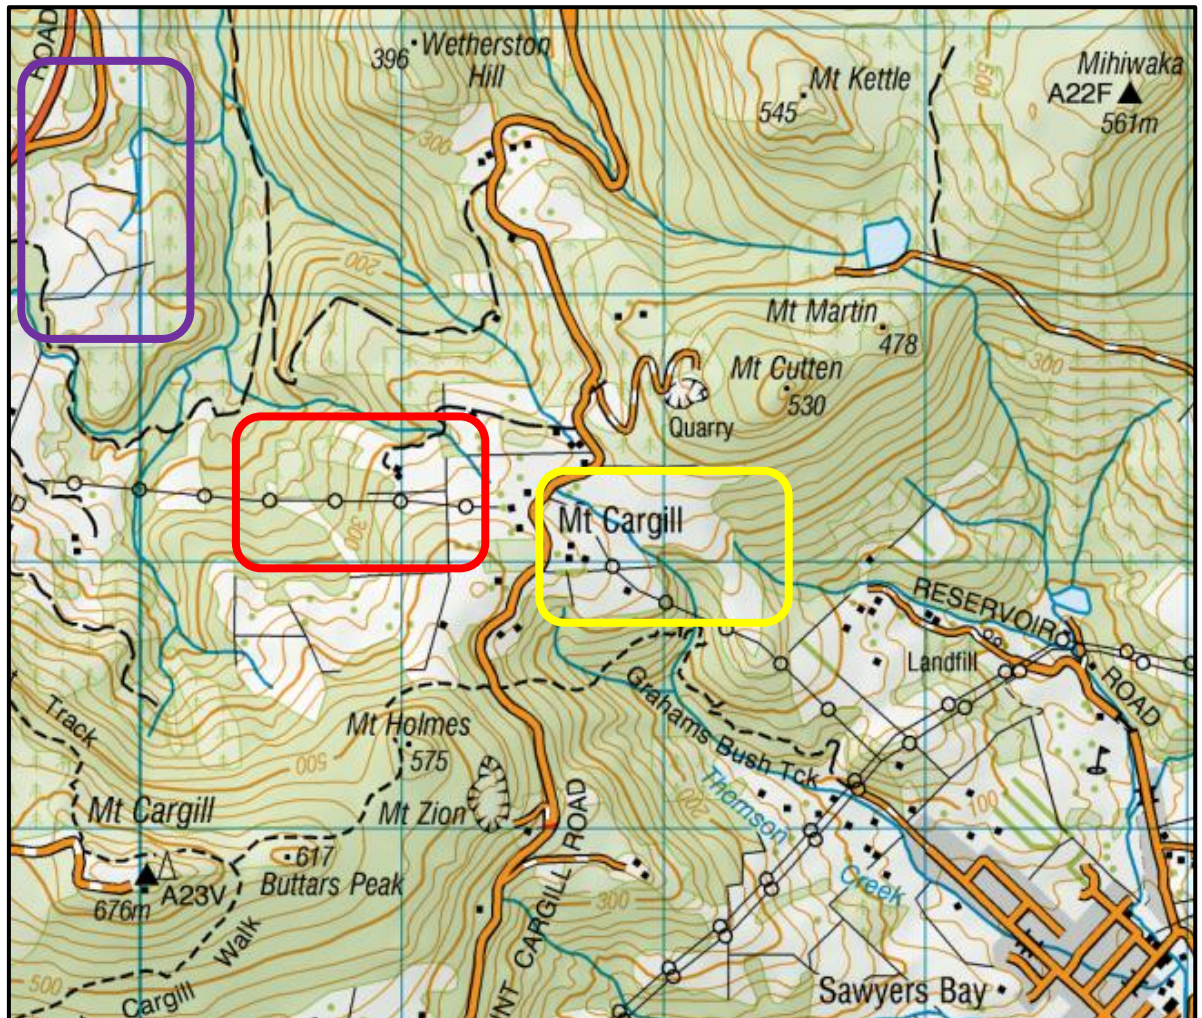 ROAD
Wetherston
Hill
396
Mt Kettle
545
500
Mihiwaka
A22F
561m
300
200
Mt Martin
478
Mt Cutten
530
300
Quarry
Mt Cargill
300
RESERVOIR
ROAD
Landfill
Grahams Bush Tck
Track
Mt Holmes
575
500
Mt Zion
Thomson
Creek
200
100
Mt Cargill
A23V
676m
617
Buttars Peak
CARGILL ROAD
300
500
Cargill
Walk
Sawyers Bay